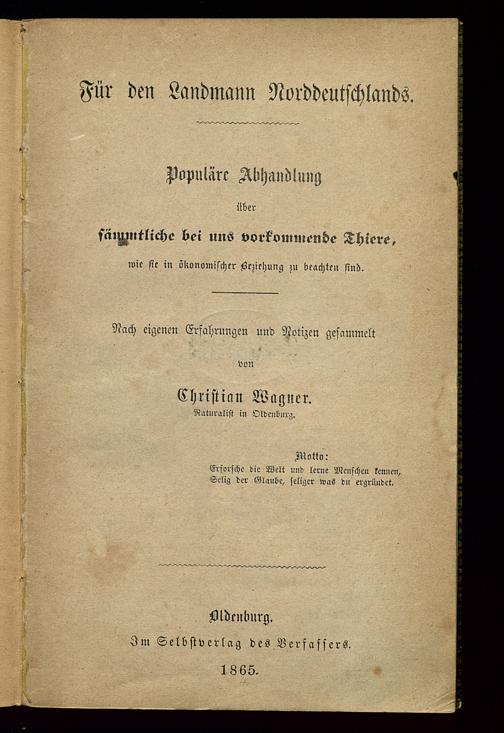 Für den Landmann Norddeutschlands.
Populäre Abhandlung
über
sämmtliche bei uns vorkommende Thiere,
wie sie in ökonomischer Beziehung zu beachten sind.
Nach eigenen Erfahrungen und Notizen gesammelt
von
Christian Wagner.
Naturalist in Oldenburg.
Motto:
Erforsche die Welt und lerne Menschen kennen,
Selig der Glaube, seliger was du ergründet.
Oldenburg.
Im Selbstverlag des Verfassers.
1865.